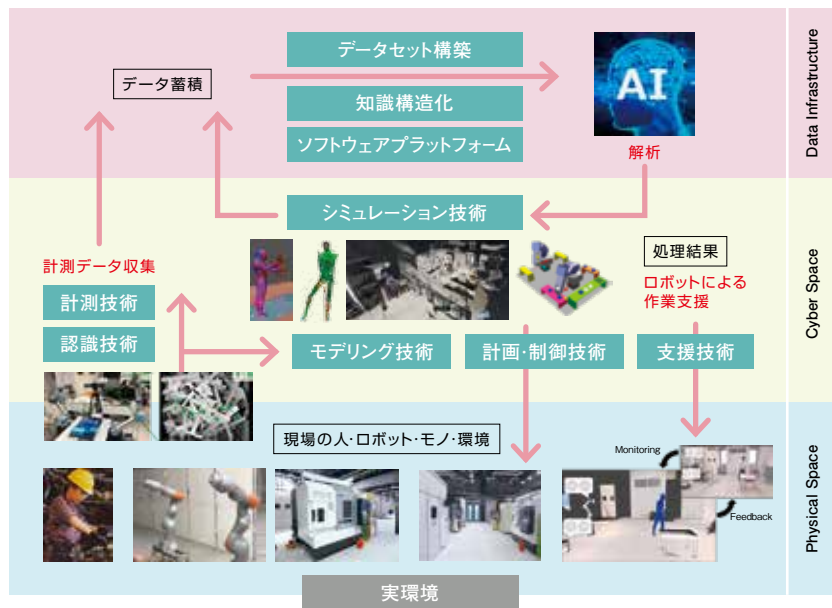 データセット構築
データ蓄積
知識構造化
ソフトウェアプラットフォーム
AI
解析
Data Infrastructure
シミュレーション技術
計測データ収集
処理結果
ロボットによる
作業支援
計測技術
認識技術
モデリング技術
計画・制御技術
支援技術
Cyber Space
現場の人・ロボット・モノ・環境
Monitoring
Feedback
Physical Space
実環境